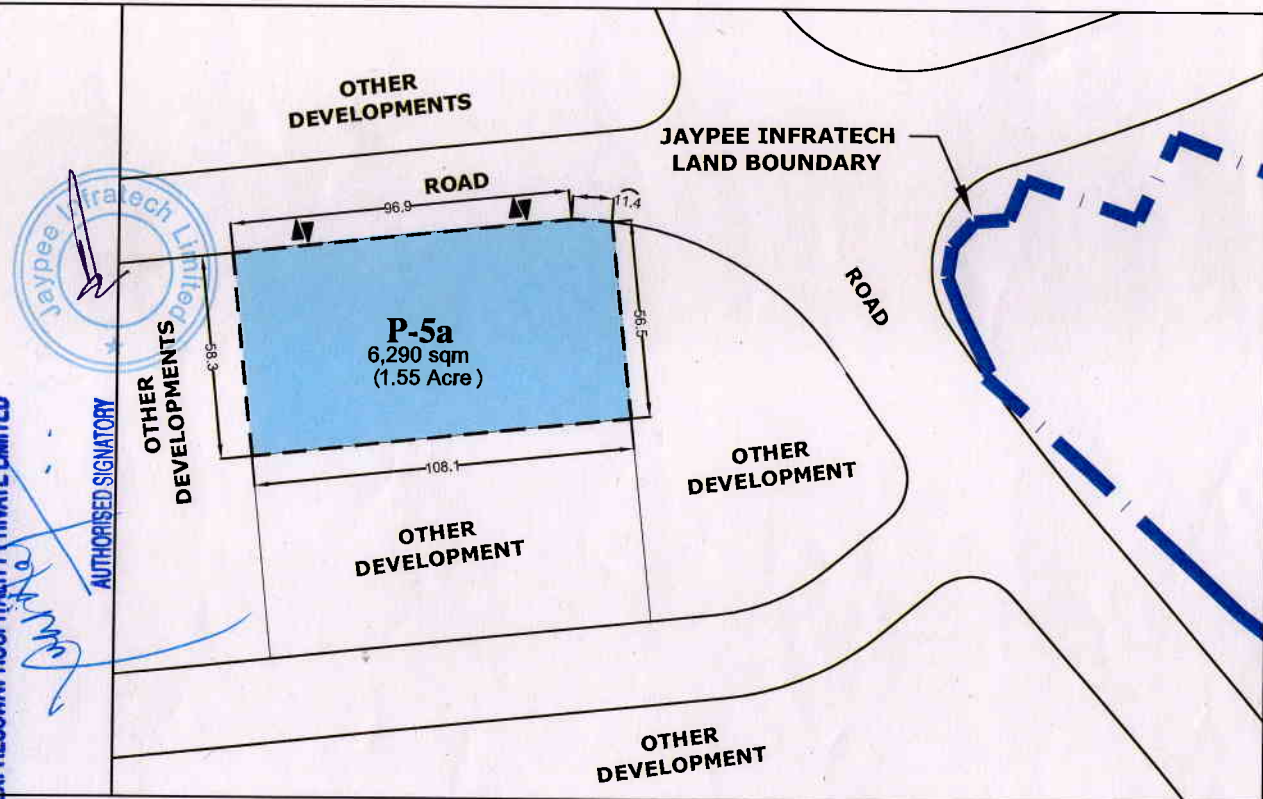 OTHER
DEVELOPMENTS
JAYPEE INFRATECH
LAND BOUNDARY
ROAD
96.9
11.4
Jaypee Infratech Limited
58.3
P-5a
6,290 sqm
(1.55 Acre)
56.5
ROAD
OTHER
DEVELOPMENTS
108.1
OTHER
DEVELOPMENT
OTHER
DEVELOPMENT
OTHER
DEVELOPMENT
AUTHORISED SIGNATORY